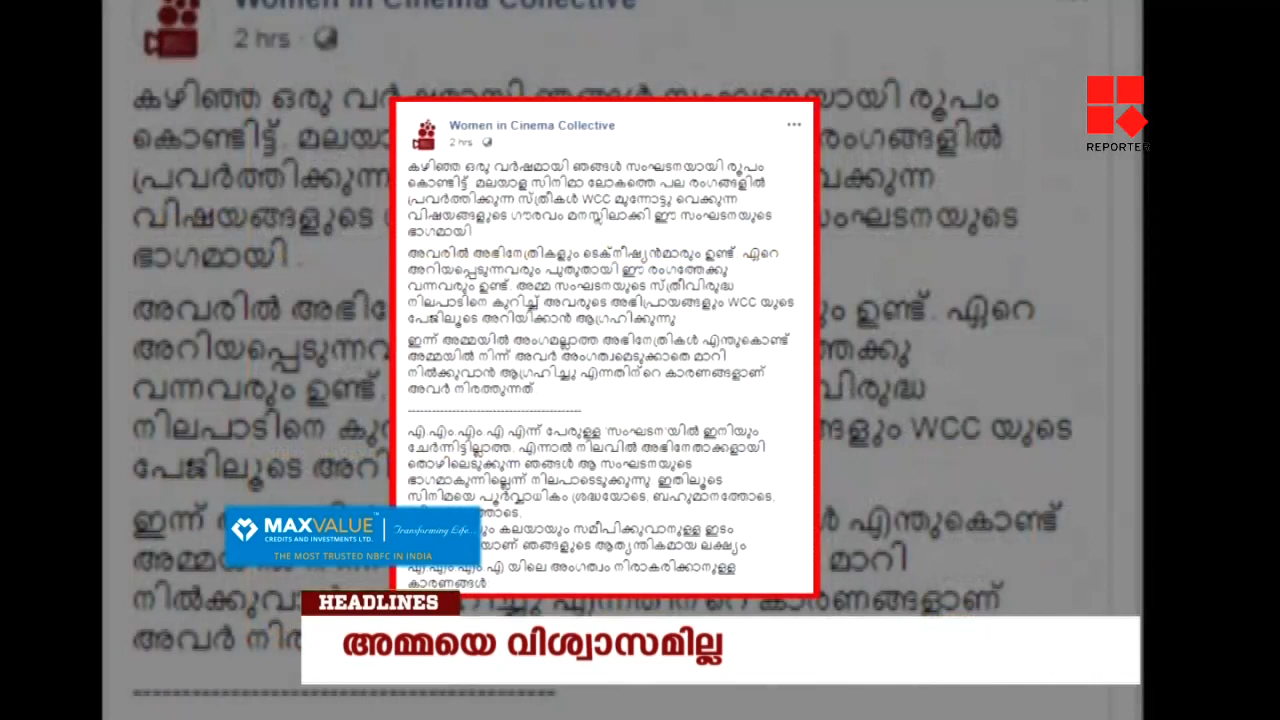 Women in Cinema Collective
2 hrs
REPORTER
കഴിഞ്ഞ ഒരു വർഷമായി ഞങ്ങൾ സംഘടനയായി രൂപം
കൊണ്ടിട്ട് മലയാള സിനിമാ ലോകത്തെ പല രംഗങ്ങളിൽ
പ്രവർത്തിക്കുന്ന സ്ത്രീകൾ WCC മുന്നോട്ടു വെക്കുന്ന
വിഷയങ്ങളുടെ ഗൗരവം മനസ്സിലാക്കി ഈ സംഘടനയുടെ
ഭാഗമായി
അവരിൽ അഭിനേത്രികളും ടെക്നീഷ്യൻമാരും ഉണ്ട്. ഏറെ
അറിയപ്പെടുന്നവരും പുതുതായി ഈ രംഗത്തേക്കു
വന്നവരും ഉണ്ട്. അമ്മ സംഘടനയുടെ സ്ത്രീവിരുദ്ധ
നിലപാടിനെ കുറിച്ച് അവരുടെ അഭിപ്രായങ്ങളും WCC യുടെ
പേജിലൂടെ അറിയിക്കാൻ ആഗ്രഹിക്കുന്നു
ഇന്ന് അമ്മയിൽ അംഗമല്ലാത്ത അഭിനേത്രികൾ എന്തുകൊണ്ട്
അമ്മയിൽ നിന്ന് അവർ അംഗത്വമെടുക്കാതെ മാറി
നിൽക്കുവാൻ ആഗ്രഹിച്ചു എന്നതിന്റെ കാരണങ്ങളാണ്
അവർ നിരത്തുന്നത്
-------------------------------------------
എ.എം.എം.എ എന്ന് പേരുള്ള 'സംഘടന'യിൽ ഇനിയും
ചേർന്നിട്ടില്ലാത്ത. എന്നാൽ നിലവിൽ അഭിനേതാക്കളായി
തൊഴിലെടുക്കുന്ന ഞങ്ങൾ ആ സംഘടനയുടെ
ഭാഗമാകുന്നില്ലെന്ന് നിലപാടെടുക്കുന്നു. ഇതിലൂടെ
സിനിമയെ പൂർവ്വാധികം ശ്രദ്ധയോടെ. ബഹുമാനത്തോടെ.
കലയായും സമീപിക്കുവാനുള്ള ഇടം
ഞങ്ങളുടെ ആത്യന്തികമായ ലക്ഷ്യം
എ.എം.എം.എ യിലെ അംഗത്വം നിരാകരിക്കാനുള്ള
കാരണങ്ങൾ
MAXVALUE
CREDITS AND INVESTMENTS LTD.
Transforming Life...
THE MOST TRUSTED NBFC IN INDIA
HEADLINES
അമ്മയെ വിശ്വാസമില്ല